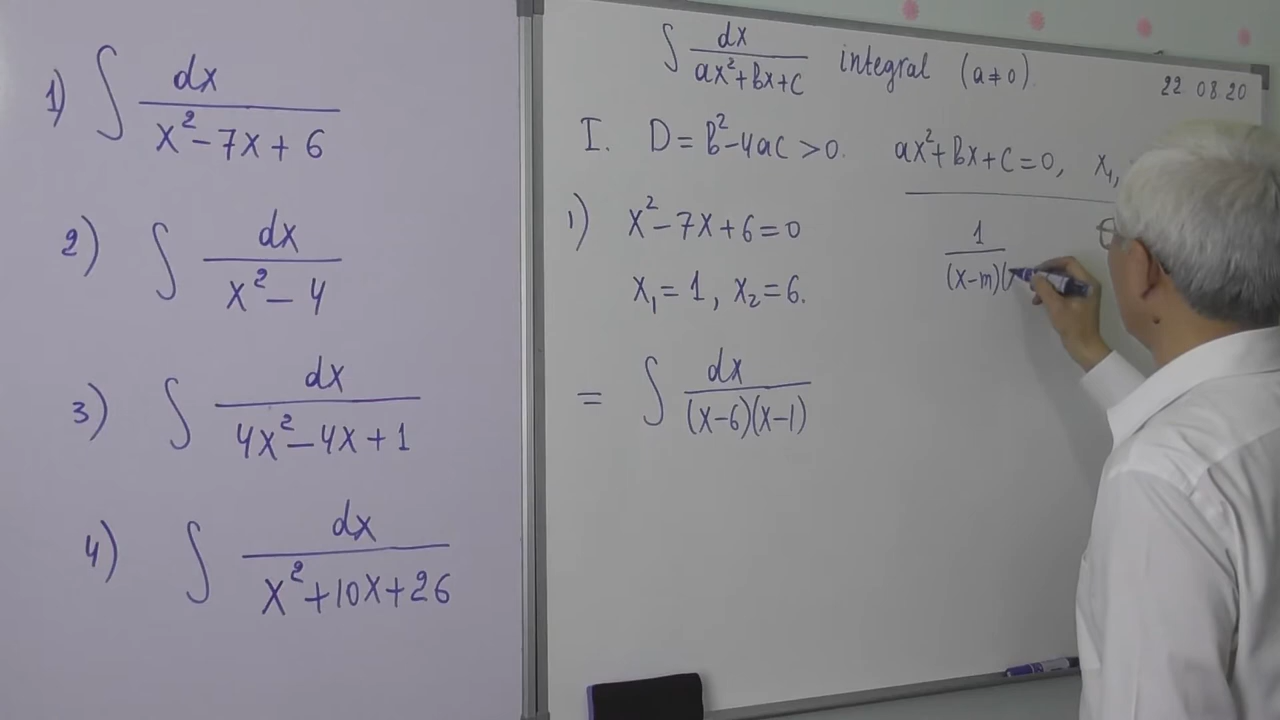 1) ∫ dx / (x² - 7x + 6)
2) ∫ dx / (x² - 4)
3) ∫ dx / (4x² - 4x + 1)
4) ∫ dx / (x² + 10x + 26)
∫ dx / (ax² + bx + c) integral (a ≠ 0)
22 08 20
I. D = b² - 4ac > 0. ax² + bx + c = 0, x₁,
1) x² - 7x + 6 = 0
x₁ = 1, x₂ = 6.
= ∫ dx / ((x-6)(x-1))
1 / (x-m)(